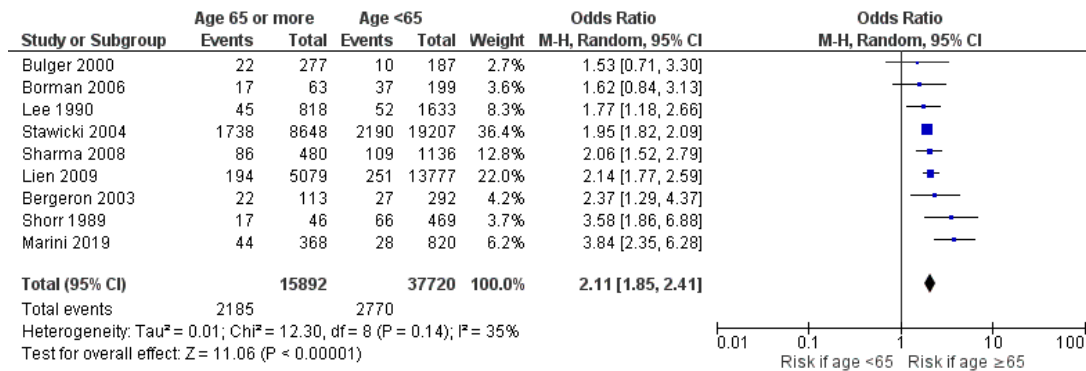 Age 65 or more Age <65 Odds Ratio Odds Ratio
Study or Subgroup Events Total Events Total Weight M-H, Random, 95% CI M-H, Random, 95% CI
Bulger 2000 22 277 10 187 2.7% 1.53 [0.71, 3.30]
Borman 2006 17 63 37 199 3.6% 1.62 [0.84, 3.13]
Lee 1990 45 818 52 1633 8.3% 1.77 [1.18, 2.66]
Stawicki 2004 1738 8648 2190 19207 36.4% 1.95 [1.82, 2.09]
Sharma 2008 86 480 109 1136 12.8% 2.06 [1.52, 2.79]
Lien 2009 194 5079 251 13777 22.0% 2.14 [1.77, 2.59]
Bergeron 2003 22 113 27 292 4.2% 2.37 [1.29, 4.37]
Shorr 1989 17 46 66 469 3.7% 3.58 [1.86, 6.88]
Marini 2019 44 368 28 820 6.2% 3.84 [2.35, 6.28]
Total (95% CI) 15892 37720 100.0% 2.11 [1.85, 2.41]
Total events 2185 2770
Heterogeneity: Tau² = 0.01; Chi² = 12.30, df = 8 (P = 0.14); I² = 35%
Test for overall effect: Z = 11.06 (P < 0.00001)
0.01 0.1 1 10 100
Risk if age <65 Risk if age ≥65